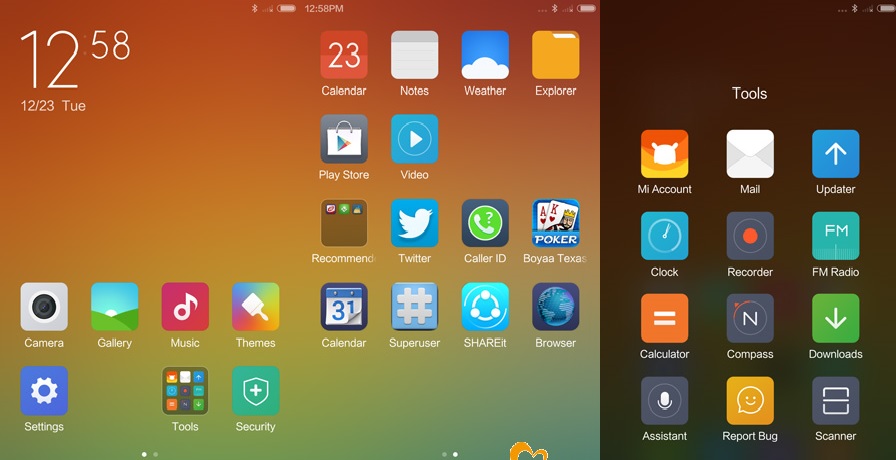 12:58
12/23 Tue
Camera
Gallery
Music
Themes
Settings
Tools
Security
12:58PM
23
Calendar
Notes
Weather
Explorer
Play Store
Video
Recommend
Twitter
Caller ID
A K
POKER
Boyaa Texas
31
Calendar
Superuser
SHAREit
Browser
Tools
Mi Account
Mail
Updater
Clock
Recorder
FM
FM Radio
Calculator
N
Compass
Downloads
Assistant
Report Bug
Scanner